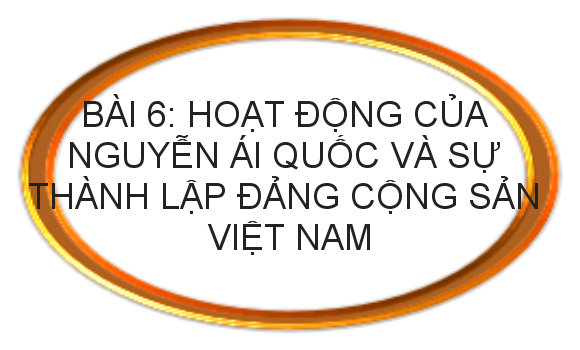 BÀI 6: HOẠT ĐỘNG CỦA
NGUYỄN ÁI QUỐC VÀ SỰ
THÀNH LẬP ĐẢNG CỘNG SẢN
VIỆT NAM